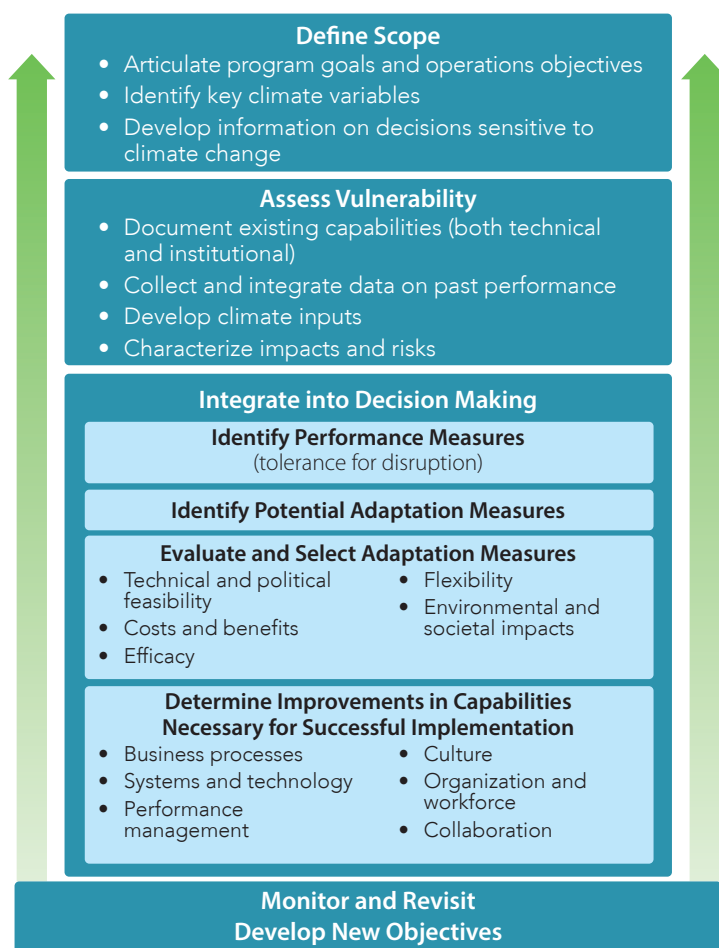 Define Scope
• Articulate program goals and operations objectives
• Identify key climate variables
• Develop information on decisions sensitive to
climate change
Assess Vulnerability
• Document existing capabilities (both technical
and institutional)
• Collect and integrate data on past performance
• Develop climate inputs
• Characterize impacts and risks
Integrate into Decision Making
Identify Performance Measures
(tolerance for disruption)
Identify Potential Adaptation Measures
Evaluate and Select Adaptation Measures
• Technical and political
feasibility
• Costs and benefits
• Efficacy
• Flexibility
• Environmental and
societal impacts
Determine Improvements in Capabilities
Necessary for Successful Implementation
• Business processes
• Systems and technology
• Performance
management
• Culture
• Organization and
workforce
• Collaboration
Monitor and Revisit
Develop New Objectives